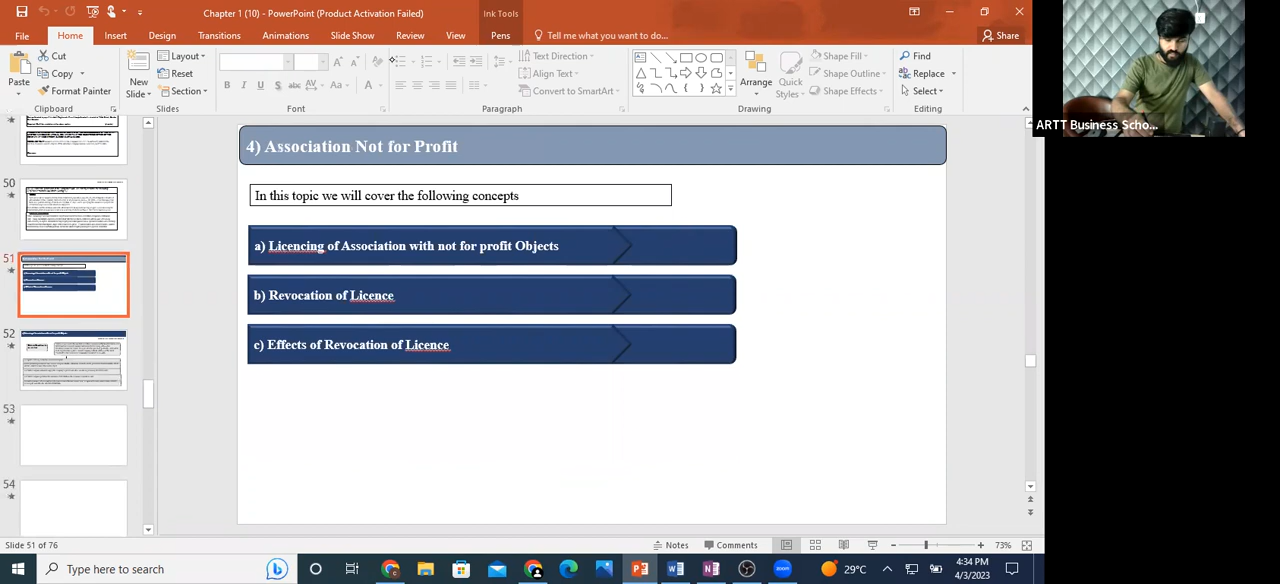 Chapter 1 (10) - PowerPoint (Product Activation Failed)
Ink Tools
File
Home
Insert
Design
Transitions
Animations
Slide Show
Review
View
Pens
Tell me what you want to do...
Share
Paste
Cut
Copy
Format Painter
Clipboard
New
Slide
Layout
Reset
Section
Slides
B I U S abc AV Aa A
Font
Text Direction
Align Text
Convert to SmartArt
Paragraph
Arrange
Quick
Styles
Shape Fill
Shape Outline
Shape Effects
Drawing
Find
Replace
Select
Editing
ARTT Business Scho...
50
51
52
53
54
4) Association Not for Profit
In this topic we will cover the following concepts
a) Licencing of Association with not for profit Objects
b) Revocation of Licence
c) Effects of Revocation of Licence
Slide 51 of 76
Notes
Comments
73%
Type here to search
zoom
29°C
4:34 PM
4/3/2023